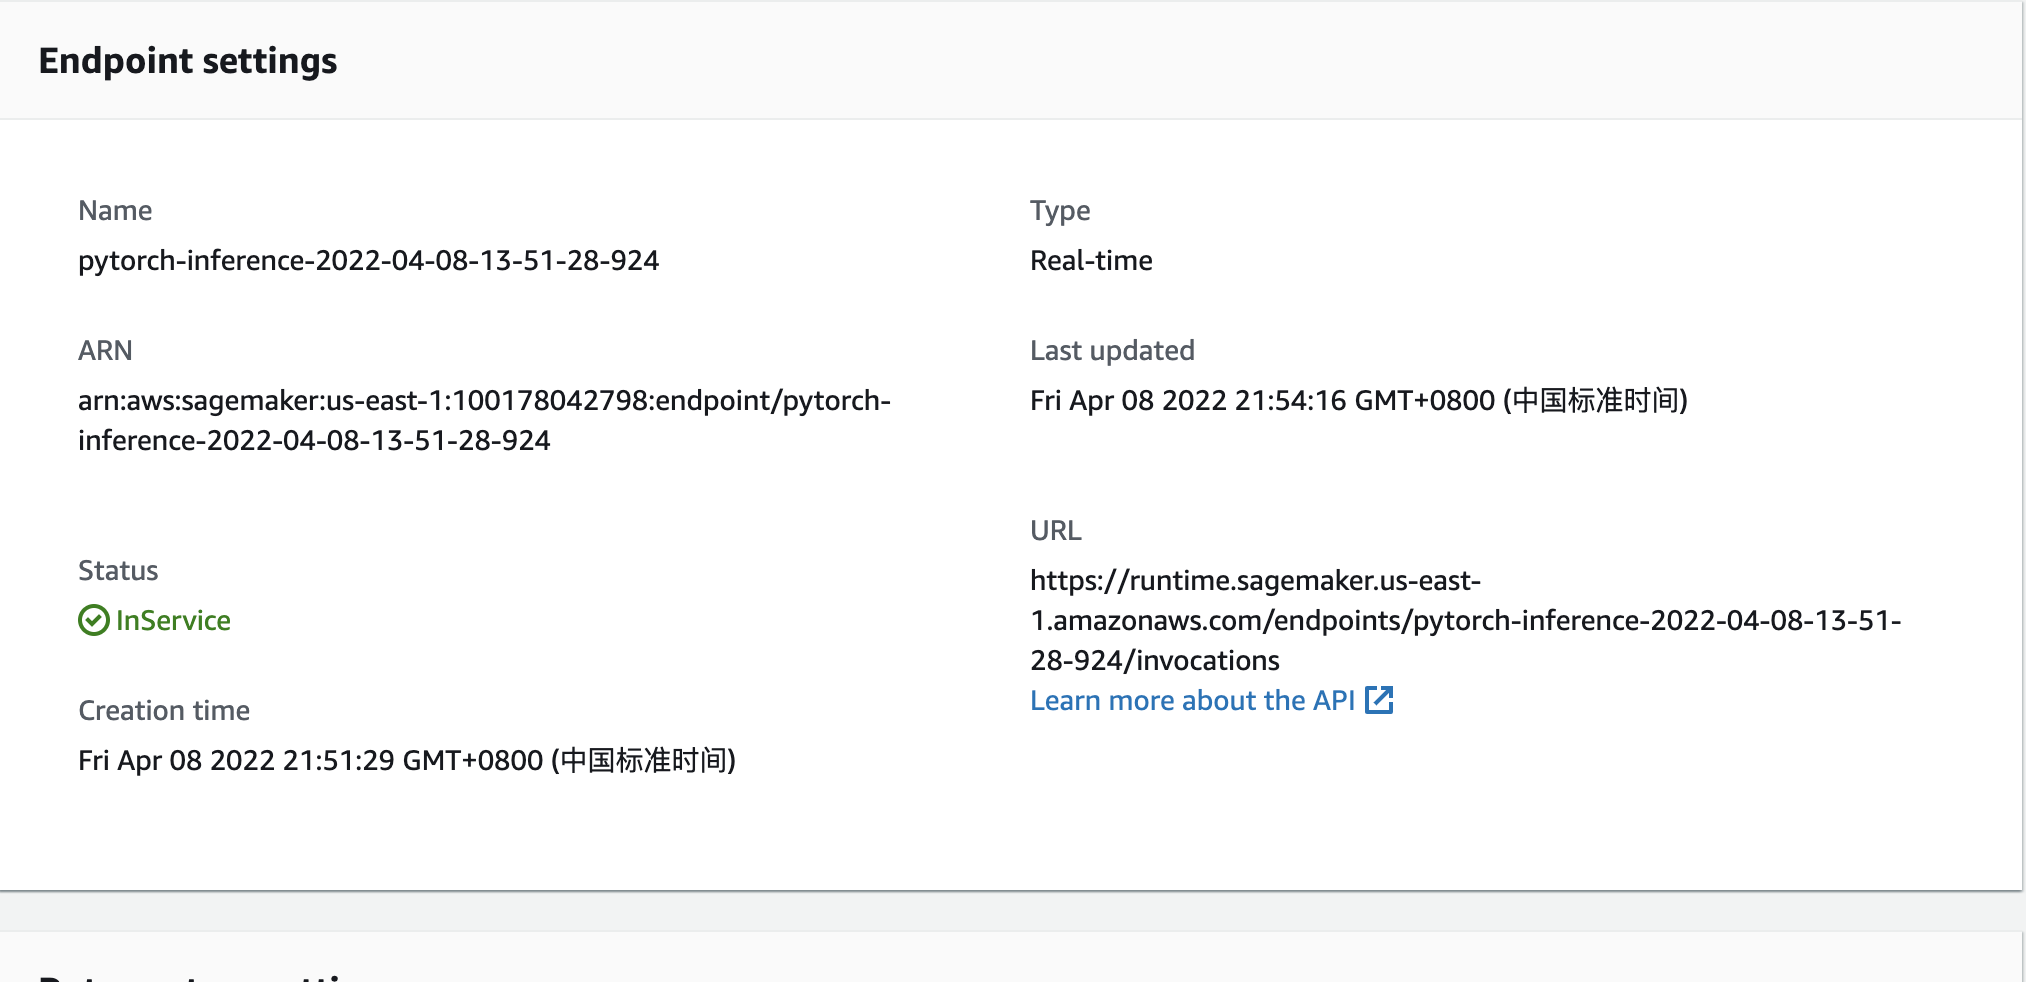 Endpoint settings
Name
pytorch-inference-2022-04-08-13-51-28-924
ARN
arn:aws:sagemaker:us-east-1:100178042798:endpoint/pytorch-
inference-2022-04-08-13-51-28-924
Status
InService
Creation time
Fri Apr 08 2022 21:51:29 GMT+0800 (中国标准时间)
Type
Real-time
Last updated
Fri Apr 08 2022 21:54:16 GMT+0800 (中国标准时间)
URL
https://runtime.sagemaker.us-east-
1.amazonaws.com/endpoints/pytorch-inference-2022-04-08-13-51-
28-924/invocations
Learn more about the API